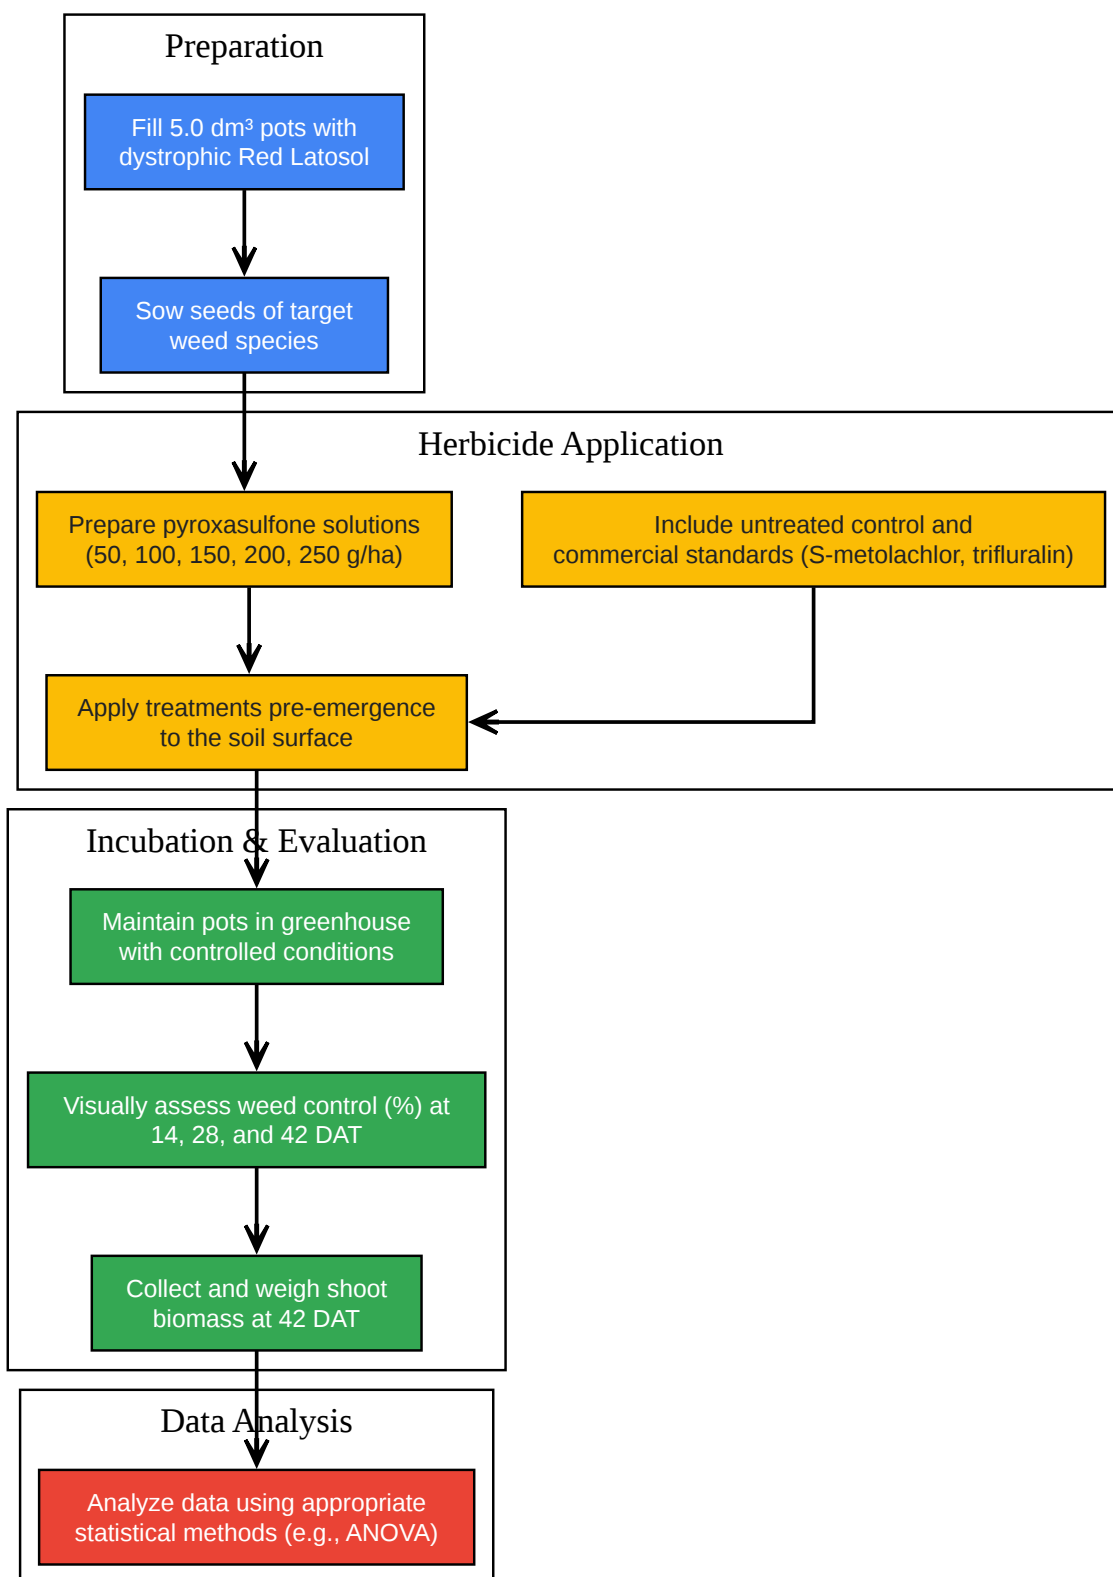 Preparation
Fill 5.0 dm³ pots with
dystrophic Red Latosol
Sow seeds of target
weed species
Herbicide Application
Prepare pyroxasulfone solutions
(50, 100, 150, 200, 250 g/ha)
Include untreated control and
commercial standards (S-metolachlor, trifluralin)
Apply treatments pre-emergence
to the soil surface
Incubation & Evaluation
Maintain pots in greenhouse
with controlled conditions
Visually assess weed control (%) at
14, 28, and 42 DAT
Collect and weigh shoot
biomass at 42 DAT
Data Analysis
Analyze data using appropriate
statistical methods (e.g., ANOVA)